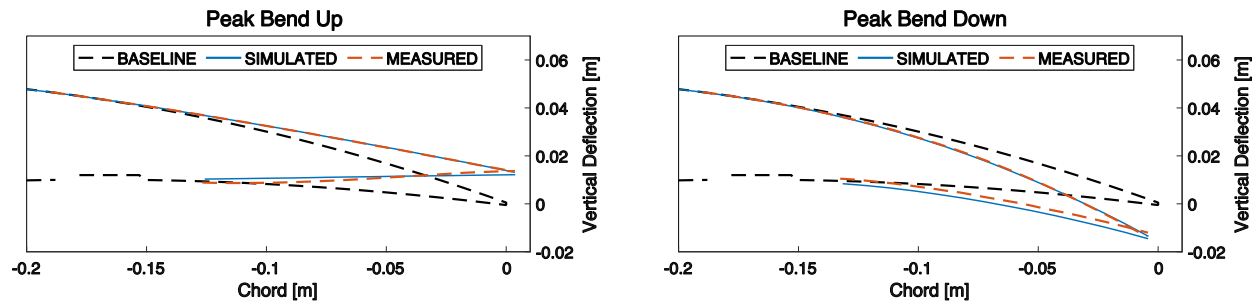 Peak Bend Up
BASELINE SIMULATED MEASURED
0.06
0.04
0.02
0
-0.02
Vertical Deflection [m]
-0.2 -0.15 -0.1 -0.05 0
Chord [m]
Peak Bend Down
BASELINE SIMULATED MEASURED
0.06
0.04
0.02
0
-0.02
Vertical Deflection [m]
-0.2 -0.15 -0.1 -0.05 0
Chord [m]